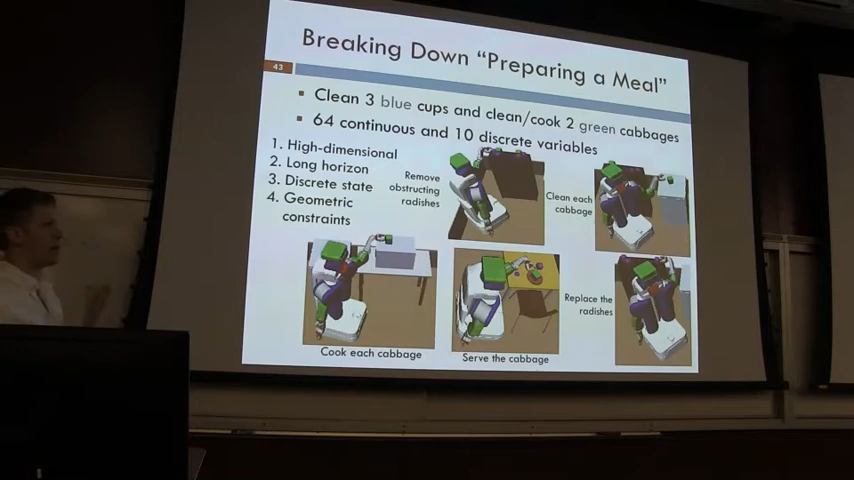 Breaking Down “Preparing a Meal”
43
▪ Clean 3 blue cups and clean/cook 2 green cabbages
▪ 64 continuous and 10 discrete variables
1. High-dimensional
2. Long horizon
3. Discrete state
4. Geometric
constraints
Remove
obstructing
radishes
Clean each
cabbage
Cook each cabbage
Serve the cabbage
Replace the
radishes